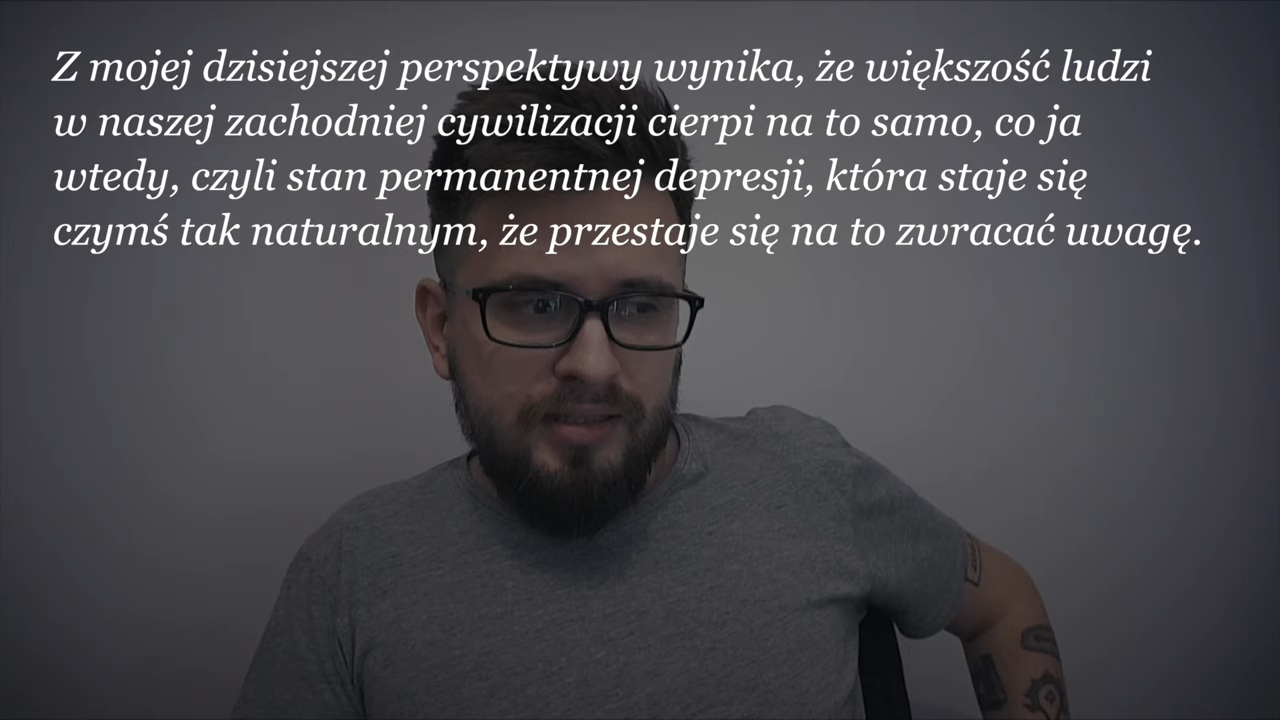 Z mojej dzisiejszej perspektywy wynika, że większość ludzi
w naszej zachodniej cywilizacji cierpi na to samo, co ja
wtedy, czyli stan permanentnej depresji, która staje się
czymś tak naturalnym, że przestaje się na to zwracać uwagę.